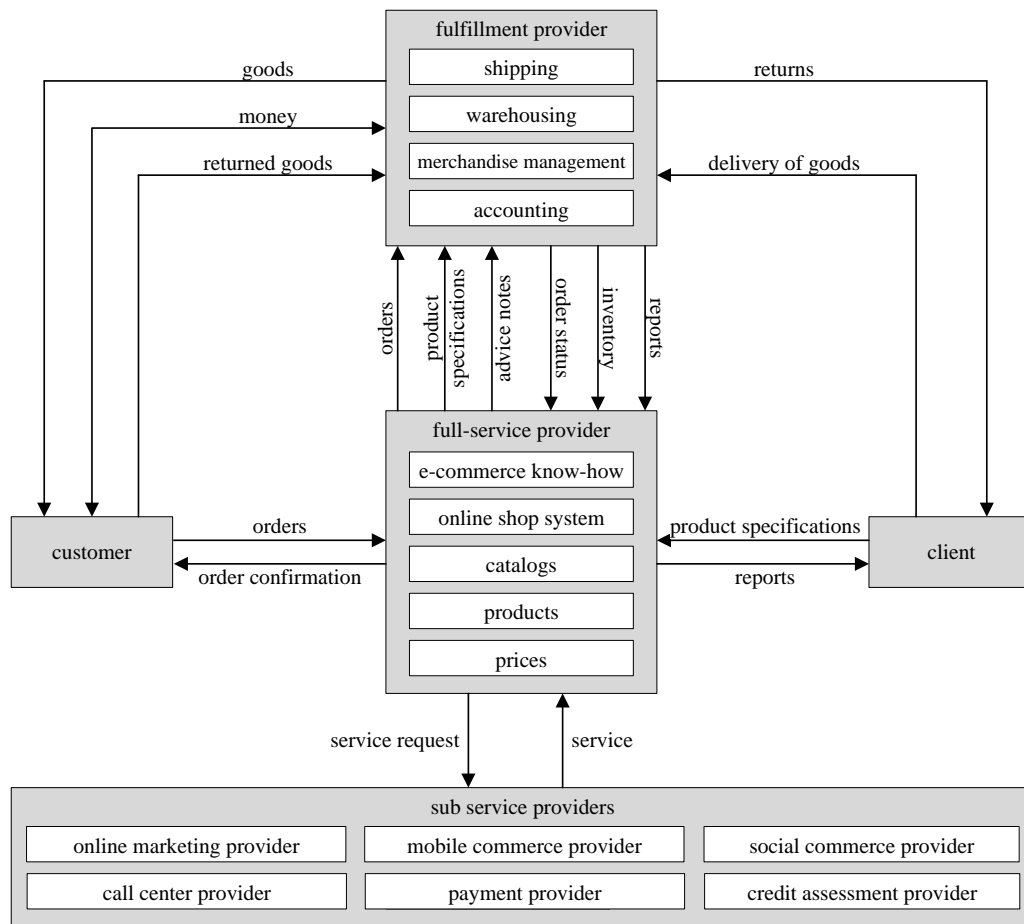 fulfillment provider
shipping
warehousing
merchandise management
accounting
goods
money
returned goods
returns
delivery of goods
orders
product
specifications
advice notes
order status
inventory
reports
full-service provider
e-commerce know-how
online shop system
catalogs
products
prices
customer
orders
order confirmation
product specifications
reports
client
service request
service
sub service providers
online marketing provider
mobile commerce provider
social commerce provider
call center provider
payment provider
credit assessment provider